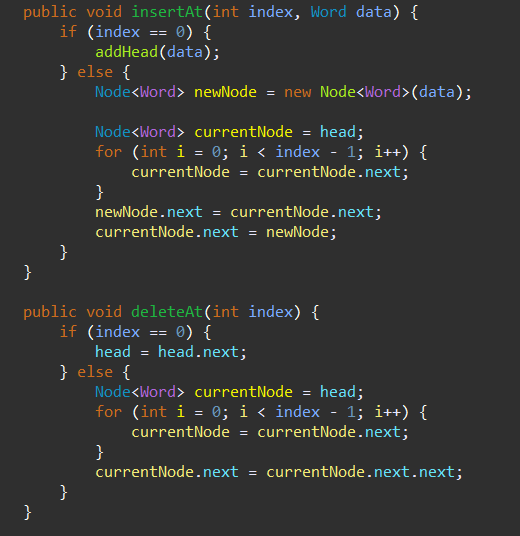 public void insertAt(int index, Word data) {
    if (index == 0) {
        addHead(data);
    } else {
        Node<Word> newNode = new Node<Word>(data);

        Node<Word> currentNode = head;
        for (int i = 0; i < index - 1; i++) {
            currentNode = currentNode.next;
        }
        newNode.next = currentNode.next;
        currentNode.next = newNode;
    }
}

public void deleteAt(int index) {
    if (index == 0) {
        head = head.next;
    } else {
        Node<Word> currentNode = head;
        for (int i = 0; i < index - 1; i++) {
            currentNode = currentNode.next;
        }
        currentNode.next = currentNode.next.next;
    }
}